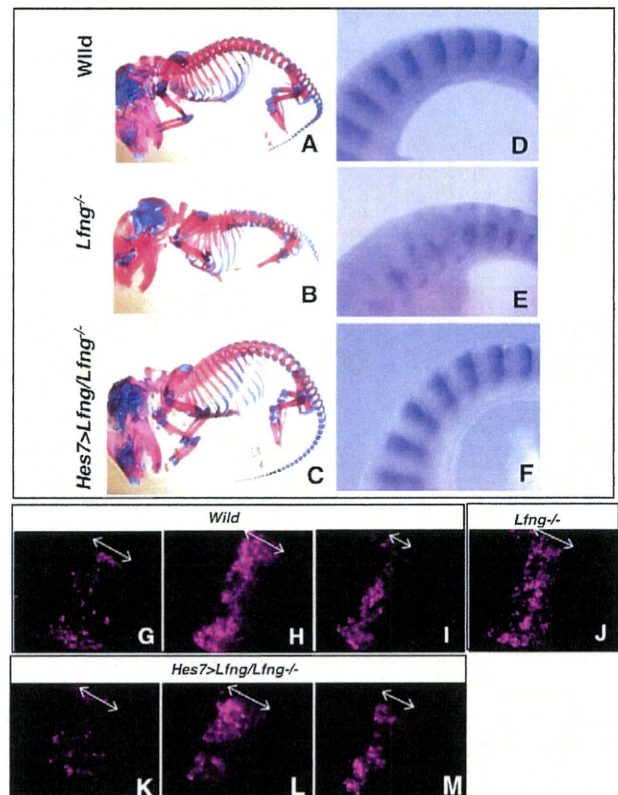 Wild
A
D
Lfng-/-
B
E
Hes7>Lfng/Lfng-/-
C
F
Wild
Lfng-/-
G
H
I
J
Hes7>Lfng/Lfng-/-
K
L
M